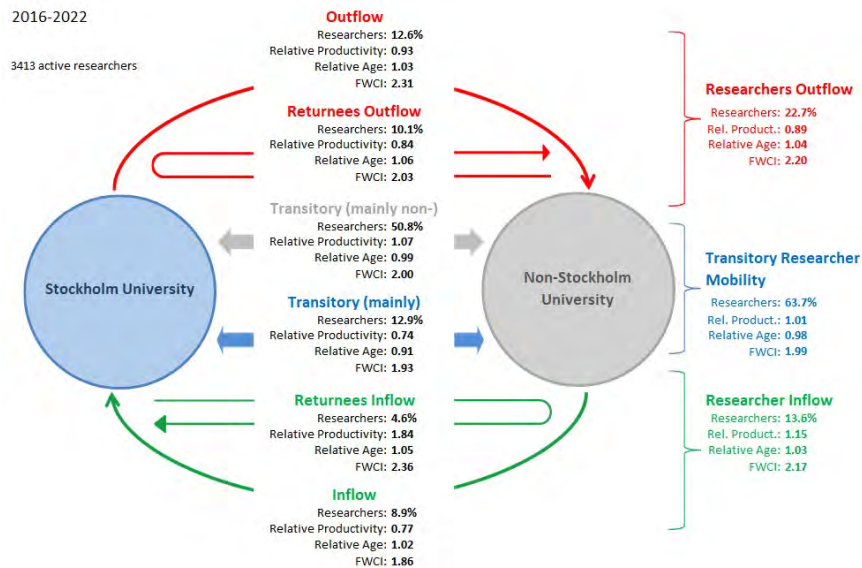 2016-2022
3413 active researchers
Outflow
Researchers: 12.6%
Relative Productivity: 0.93
Relative Age: 1.03
FWCI: 2.31
Returnees Outflow
Researchers: 10.1%
Relative Productivity: 0.84
Relative Age: 1.06
FWCI: 2.03
Transitory (mainly non-)
Researchers: 50.8%
Relative Productivity: 1.07
Relative Age: 0.99
FWCI: 2.00
Transitory (mainly)
Researchers: 12.9%
Relative Productivity: 0.74
Relative Age: 0.91
FWCI: 1.93
Returnees Inflow
Researchers: 4.6%
Relative Productivity: 1.84
Relative Age: 1.05
FWCI: 2.36
Inflow
Researchers: 8.9%
Relative Productivity: 0.77
Relative Age: 1.02
FWCI: 1.86
Stockholm University
Non-Stockholm
University
Researchers Outflow
Researchers: 22.7%
Rel. Product.: 0.89
Relative Age: 1.04
FWCI: 2.20
Transitory Researcher
Mobility
Researchers: 63.7%
Rel. Product.: 1.01
Relative Age: 0.98
FWCI: 1.99
Researcher Inflow
Researchers: 13.6%
Rel. Product.: 1.15
Relative Age: 1.03
FWCI: 2.17